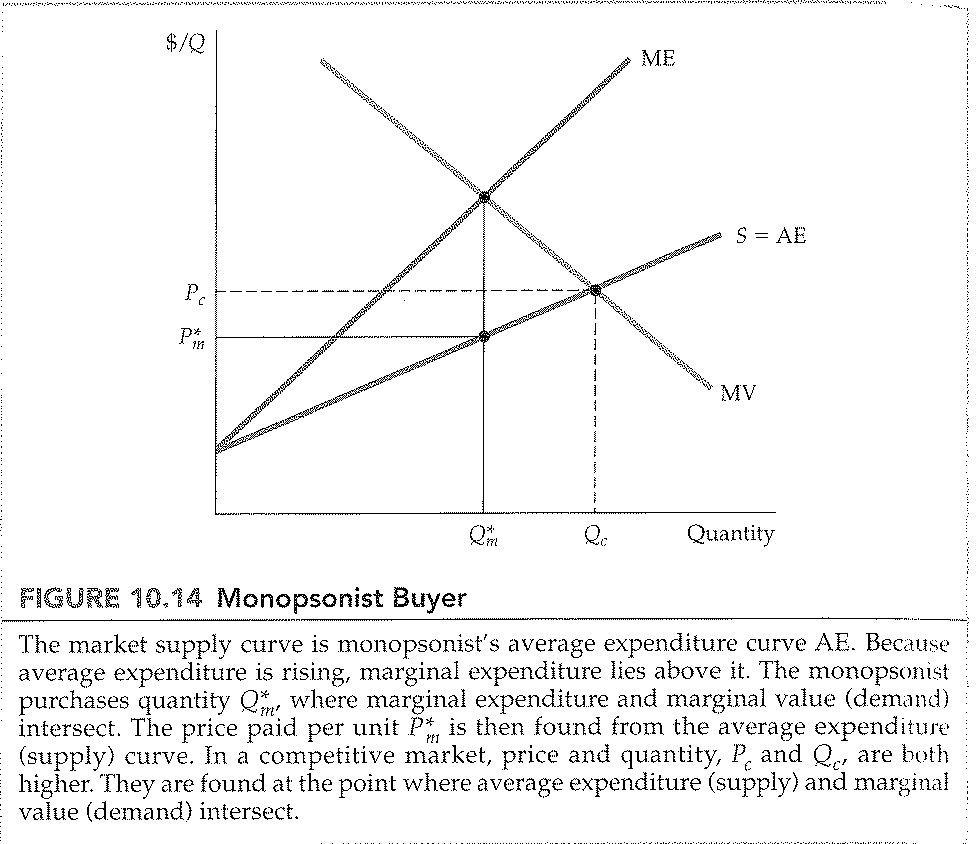 $/Q
ME
S = AE
P_c
P*_m
MV
Q*_m
Q_c
Quantity
FIGURE 10.14 Monopsonist Buyer
The market supply curve is monopsonist's average expenditure curve AE. Because
average expenditure is rising, marginal expenditure lies above it. The monopsonist
purchases quantity Q*_m, where marginal expenditure and marginal value (demand)
intersect. The price paid per unit P*_m is then found from the average expenditure
(supply) curve. In a competitive market, price and quantity, P_c and Q_c, are both
higher. They are found at the point where average expenditure (supply) and marginal
value (demand) intersect.